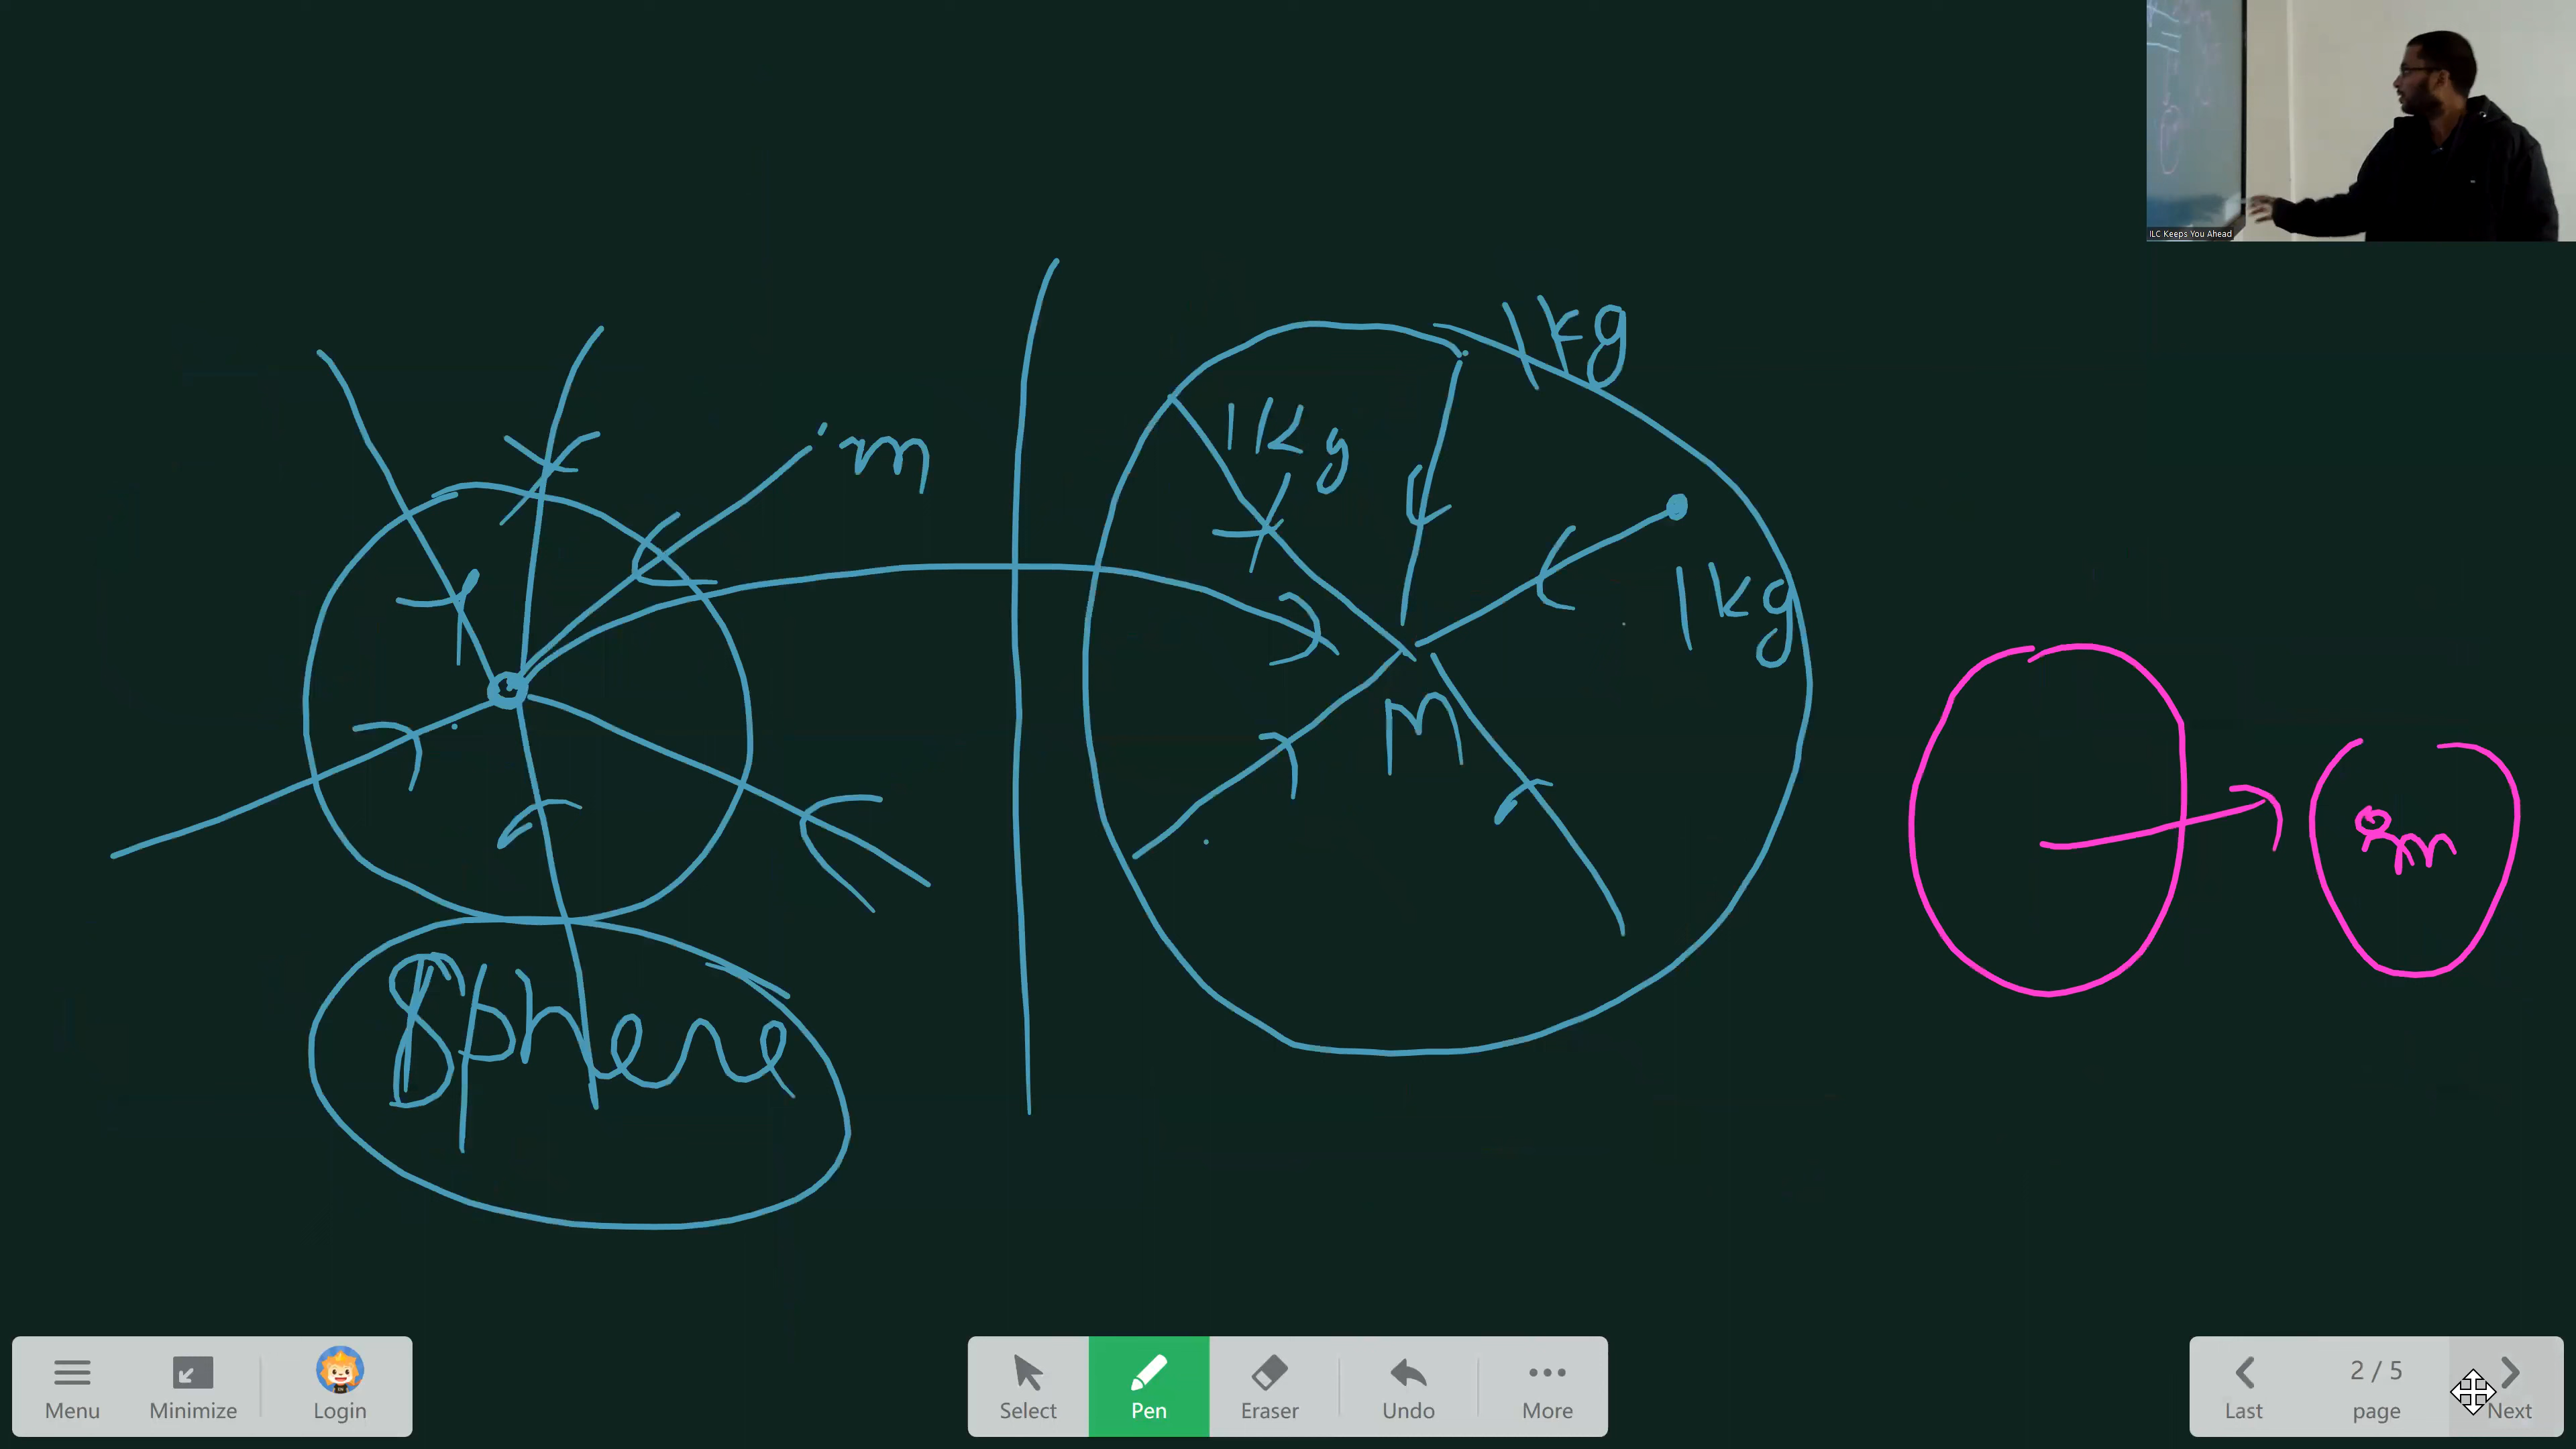 ILC Keeps You Ahead
1kg
1kg
m
1kg
m
m
Sphere
Menu
Minimize
Login
Select
Pen
Eraser
Undo
More
Last
2 / 5
page
Next